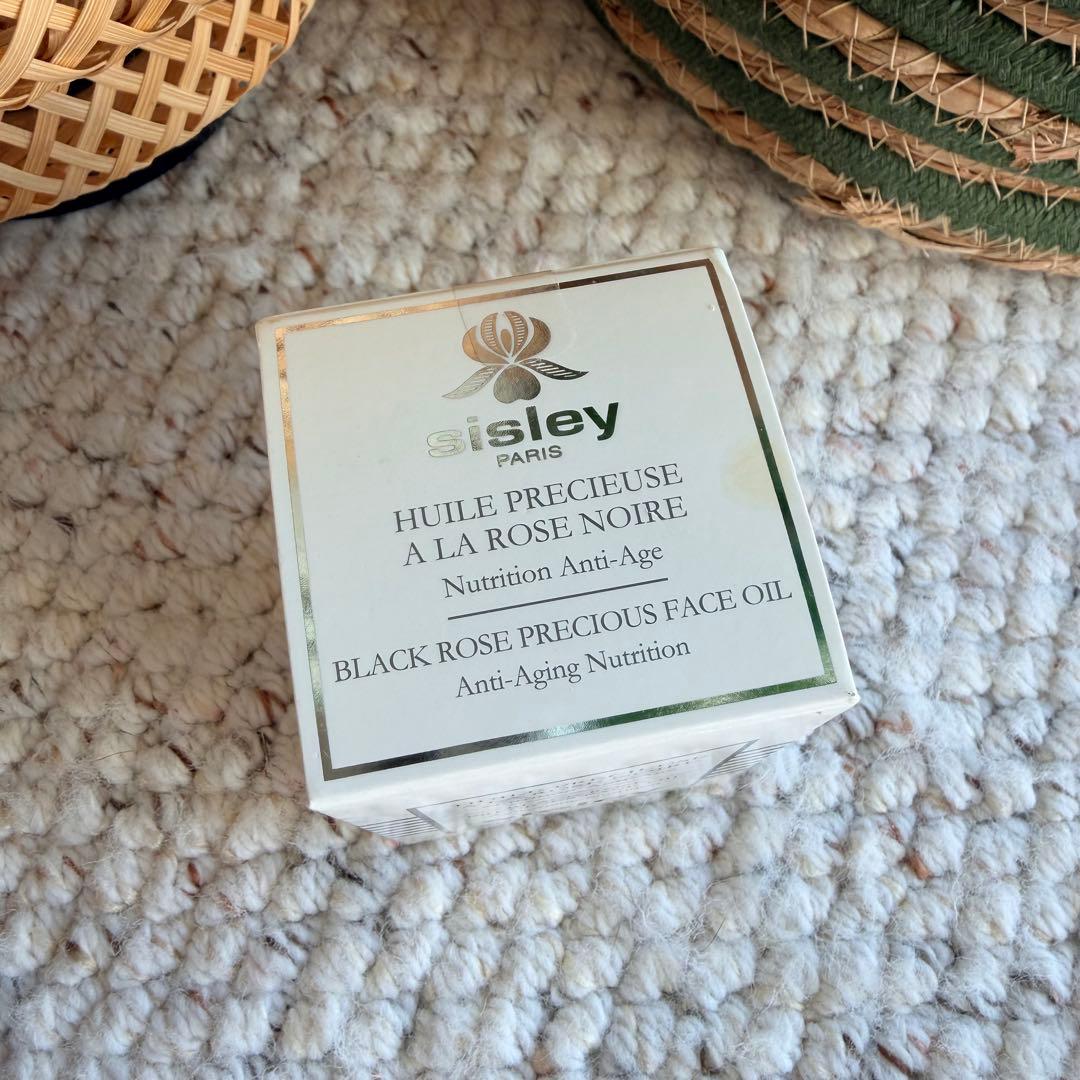 sisley
PARIS
HUILE PRECIEUSE
A LA ROSE NOIRE
Nutrition Anti-Age
BLACK ROSE PRECIOUS FACE OIL
Anti-Aging Nutrition